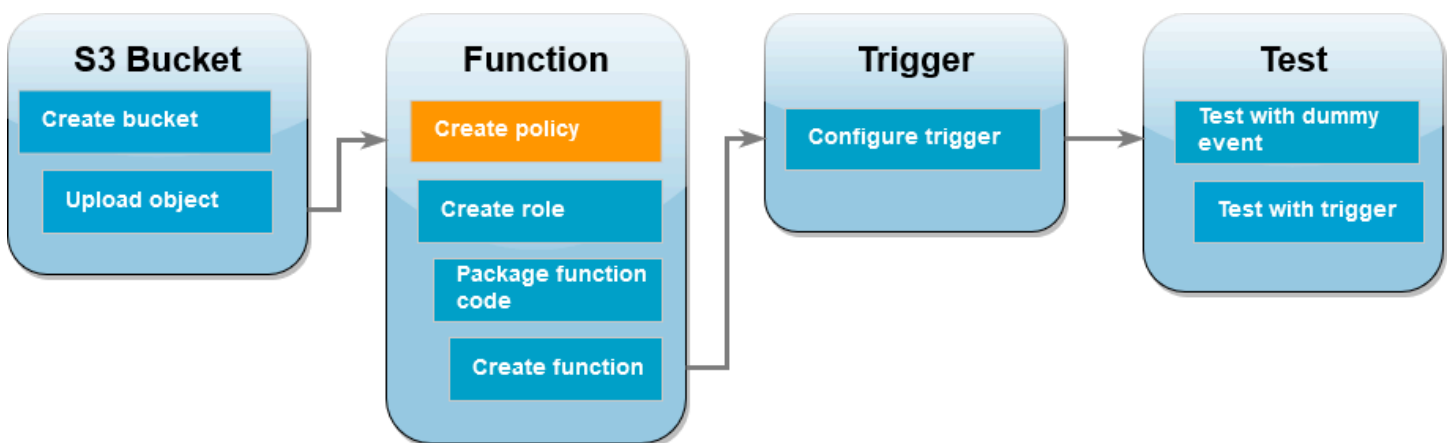 S3 Bucket
Create bucket
Upload object
Function
Create policy
Create role
Package function
code
Create function
Trigger
Configure trigger
Test
Test with dummy
event
Test with trigger